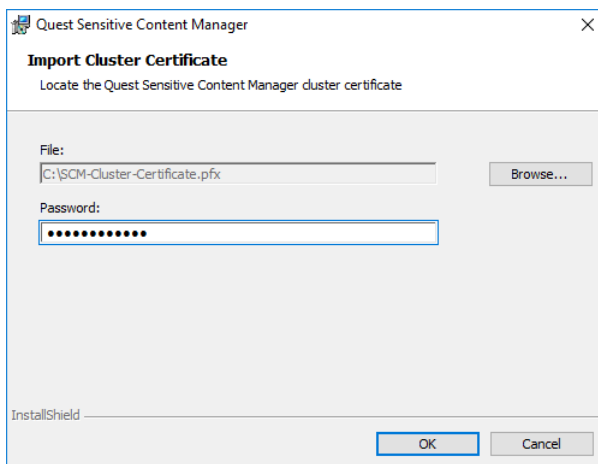 Quest Sensitive Content Manager
Import Cluster Certificate
Locate the Quest Sensitive Content Manager cluster certificate
File:
C:\SCM-Cluster-Certificate.pfx
Browse...
Password:
●●●●●●●●●●●●
InstallShield
OK
Cancel